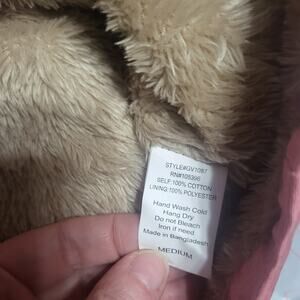 STYLE#GV1087
RN#105396
SELF:100% COTTON
LINING:100% POLYESTER
Hand Wash Cold
Hang Dry
Do not Bleach
Iron if need
Made in Bangladesh
MEDIUM